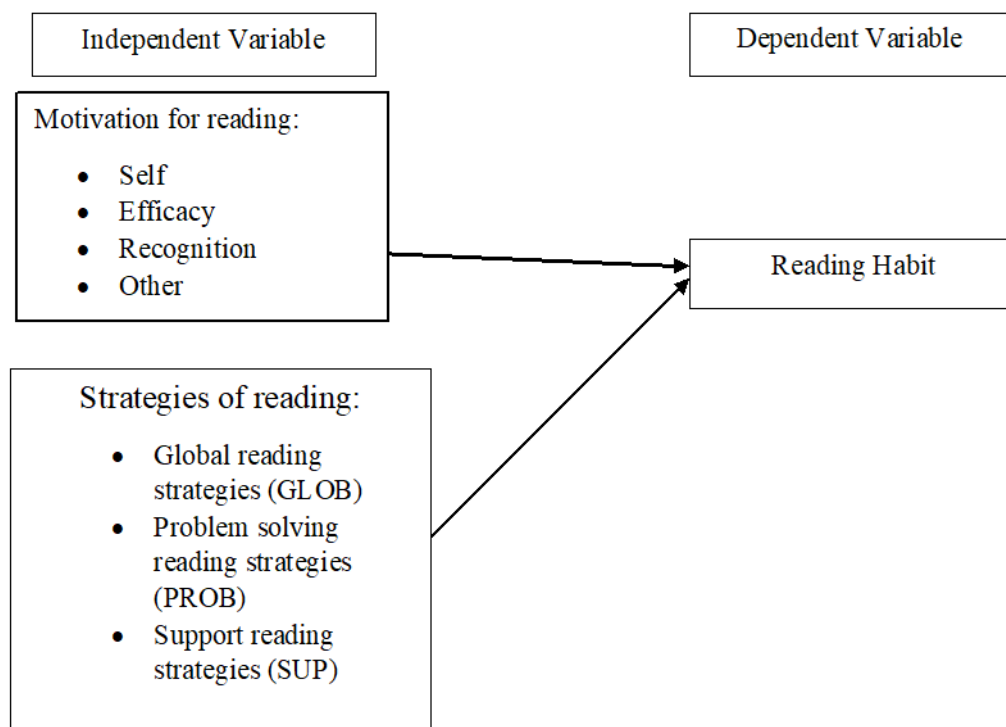 Independent Variable
Dependent Variable
Motivation for reading:
• Self
• Efficacy
• Recognition
• Other
Reading Habit
Strategies of reading:
• Global reading
strategies (GLOB)
• Problem solving
reading strategies
(PROB)
• Support reading
strategies (SUP)